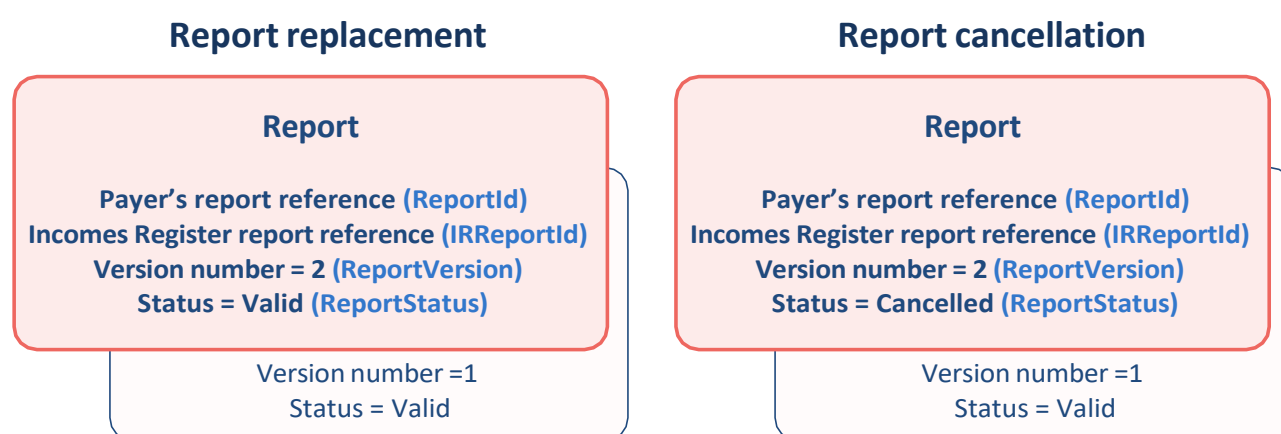 Report replacement
Report
Payer’s report reference (ReportId)
Incomes Register report reference (IRReportId)
Version number = 2 (ReportVersion)
Status = Valid (ReportStatus)
Version number =1
Status = Valid
Report cancellation
Report
Payer’s report reference (ReportId)
Incomes Register report reference (IRReportId)
Version number = 2 (ReportVersion)
Status = Cancelled (ReportStatus)
Version number =1
Status = Valid